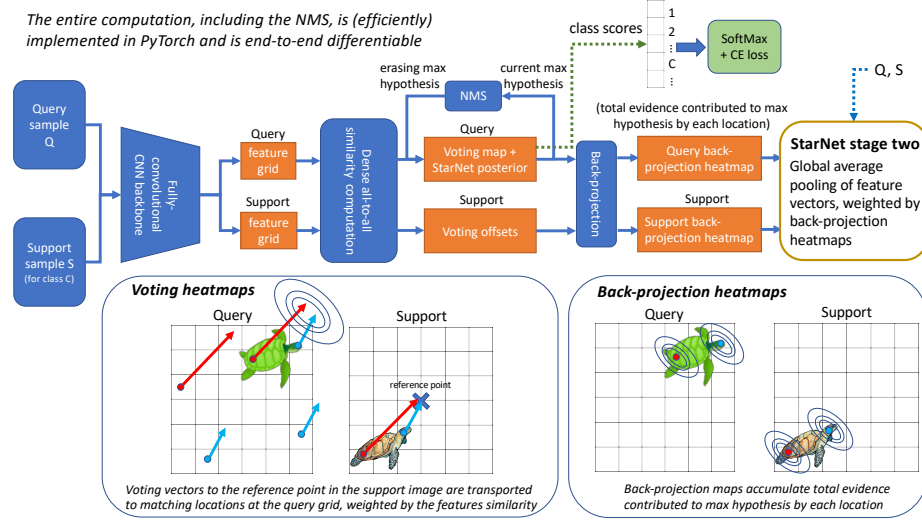 The entire computation, including the NMS, is (efficiently)
implemented in PyTorch and is end-to-end differentiable
class scores
1
2
⋮
C
⋮
SoftMax
+ CE loss
erasing max
hypothesis
current max
hypothesis
NMS
Q, S
Query
sample
Q
Support
sample S
(for class C)
Fully-
convolutional
CNN backbone
Query
feature
grid
Support
feature
grid
Dense all-to-all
similarity computation
Query
Voting map +
StarNet posterior
Support
Voting offsets
Back-projection
(total evidence contributed to max
hypothesis by each location)
Query back-
projection heatmap
Support
Support back-
projection heatmap
StarNet stage two
Global average
pooling of feature
vectors, weighted by
back-projection
heatmaps
Voting heatmaps
Query
Support
reference point
Voting vectors to the reference point in the support image are transported
to matching locations at the query grid, weighted by the features similarity
Back-projection heatmaps
Query
Support
Back-projection maps accumulate total evidence
contributed to max hypothesis by each location